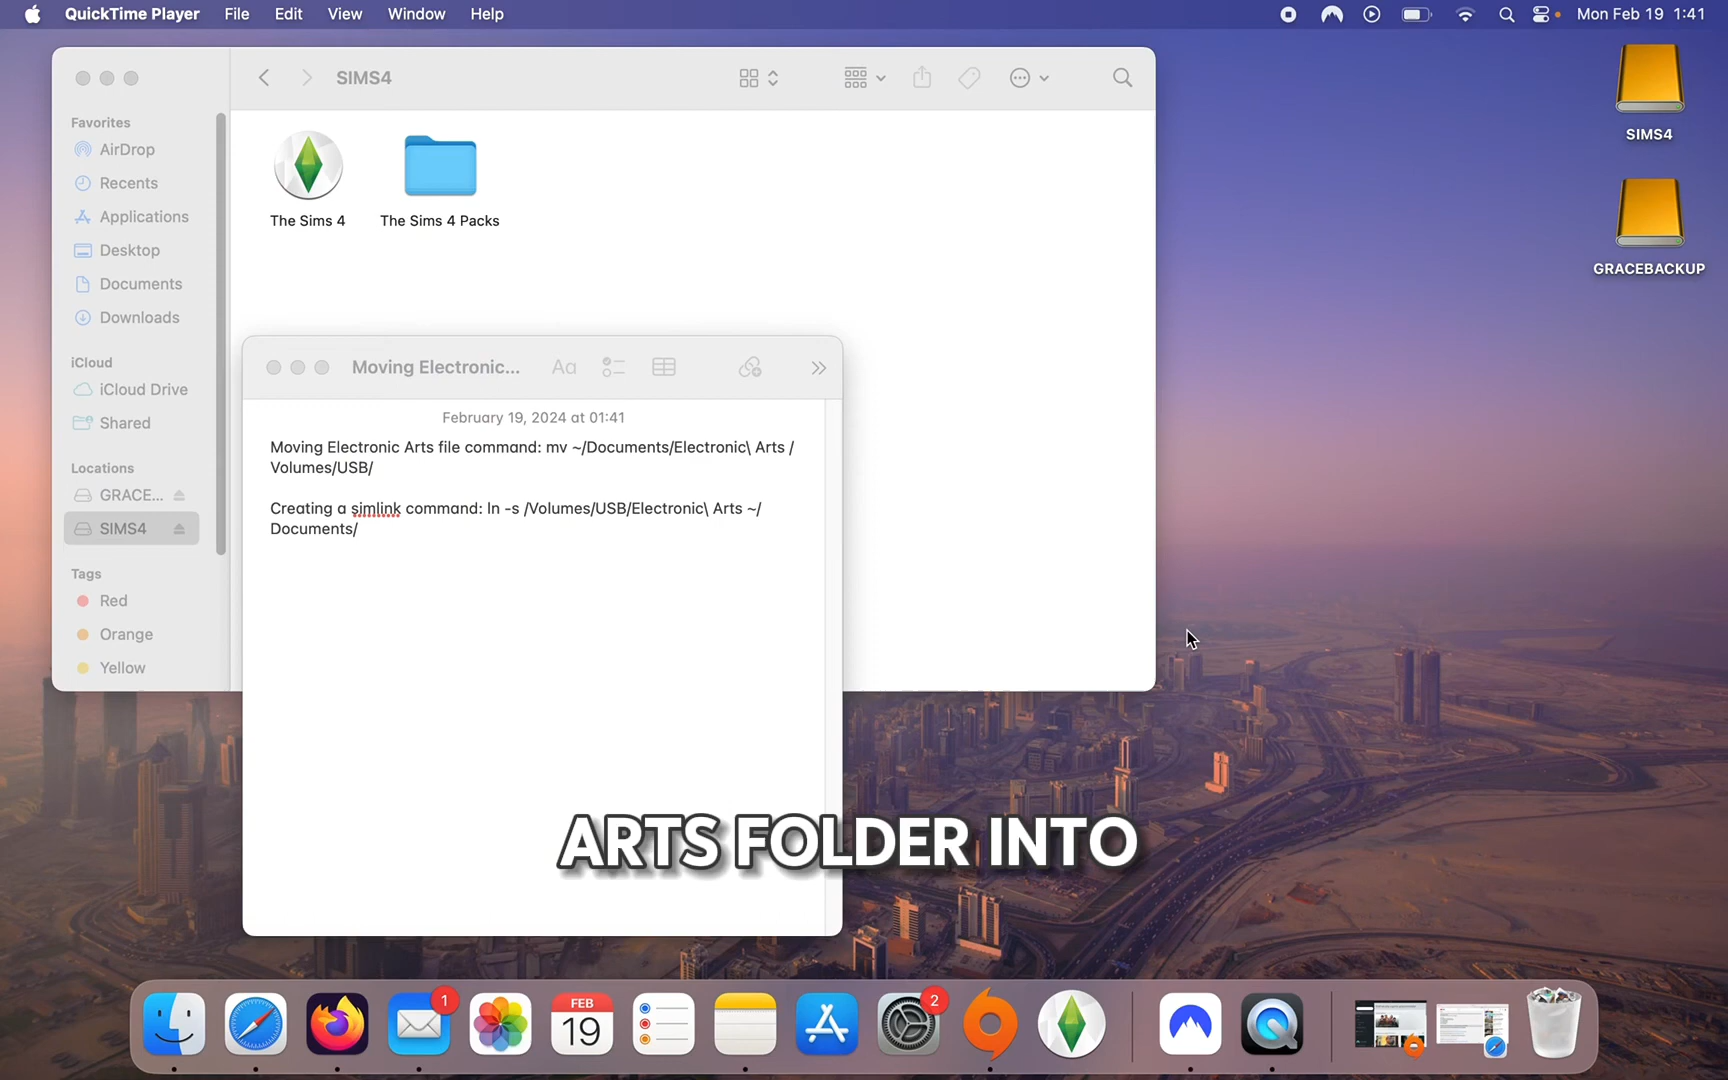 QuickTime Player File Edit View Window Help Mon Feb 19 1:41
SIMS4
Favorites
AirDrop
Recents
Applications
Desktop
Documents
Downloads
iCloud
iCloud Drive
Shared
Locations
GRACE...
SIMS4
Tags
Red
Orange
Yellow
The Sims 4
The Sims 4 Packs
Moving Electronic... Aa
February 19, 2024 at 01:41
Moving Electronic Arts file command: mv ~/Documents/Electronic\ Arts /
Volumes/USB/
Creating a simlink command: ln -s /Volumes/USB/Electronic\ Arts ~/
Documents/
SIMS4
GRACEBACKUP
ARTS FOLDER INTO
1
FEB
19
2